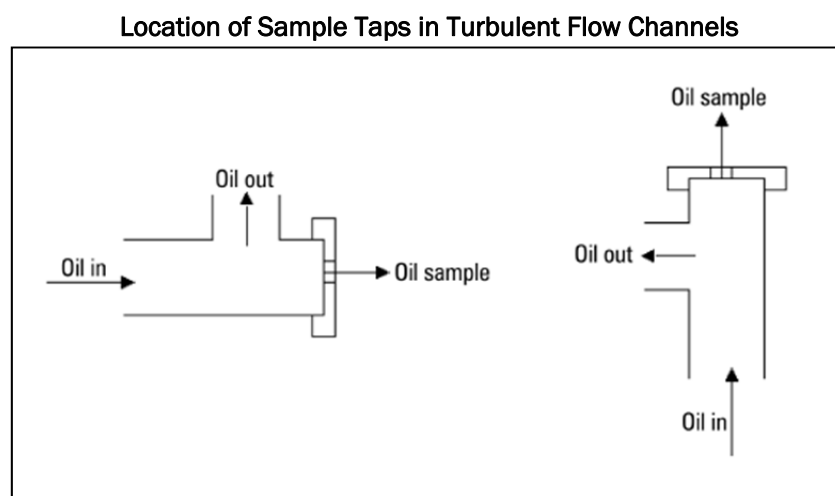 Location of Sample Taps in Turbulent Flow Channels
Oil out
Oil in
Oil sample
Oil sample
Oil out
Oil in